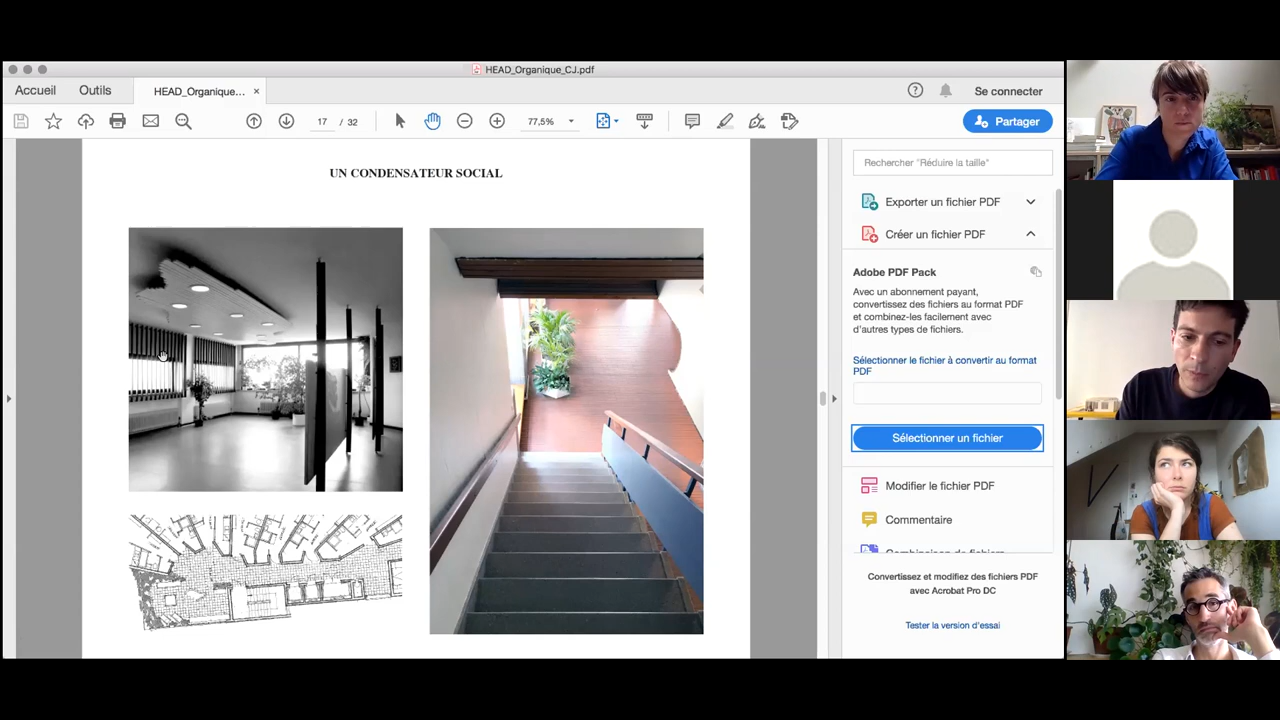 HEAD_Organique_CJ.pdf
Accueil
Outils
HEAD_Organique...
×
Se connecter
17 / 32
77,5%
Partager
UN CONDENSATEUR SOCIAL
Rechercher "Réduire la taille"
Exporter un fichier PDF
Créer un fichier PDF
Adobe PDF Pack
Avec un abonnement payant,
convertissez des fichiers au format PDF
et combinez-les facilement avec
d'autres types de fichiers.
Sélectionner le fichier à convertir au format
PDF
Sélectionner un fichier
Modifier le fichier PDF
Commentaire
Combinaison de fichiers
Convertissez et modifiez des fichiers PDF
avec Acrobat Pro DC
Tester la version d'essai